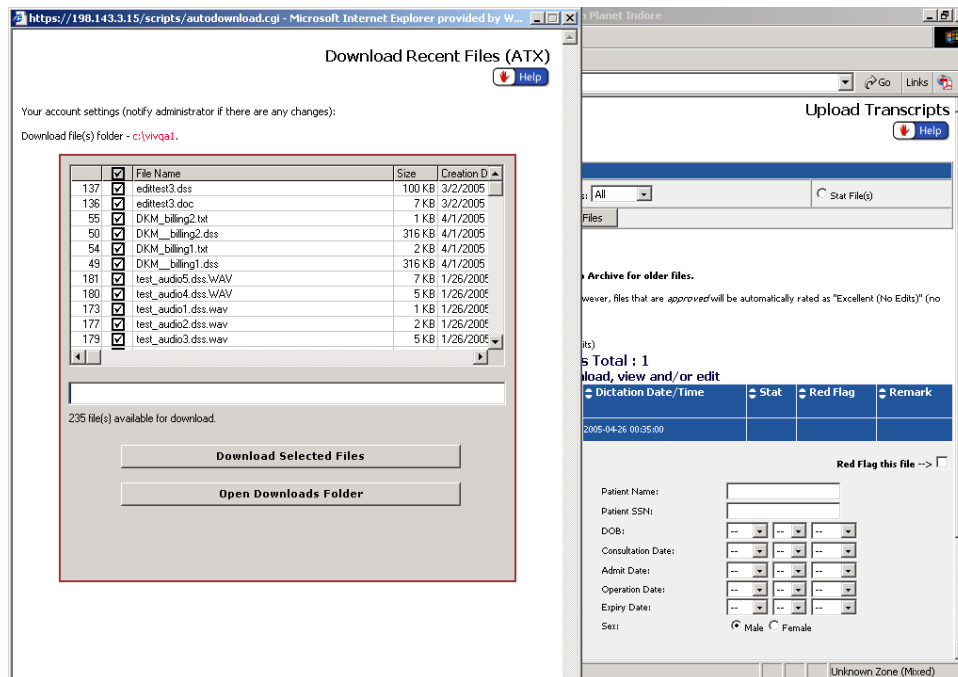 https://198.143.3.15/scripts/autodownload.cgi - Microsoft Internet Explorer provided by W...
Download Recent Files (ATX)
Help
Your account settings (notify administrator if there are any changes):
Download file(s) folder - c:\vivqa1.
File Name Size Creation D
137 edittest3.dss 100 KB 3/2/2005
136 edittest3.doc 7 KB 3/2/2005
55 DKM_billing2.txt 1 KB 4/1/2005
50 DKM__billing2.dss 316 KB 4/1/2005
54 DKM_billing1.txt 2 KB 4/1/2005
49 DKM__billing1.dss 316 KB 4/1/2005
181 test_audio5.dss.WAV 7 KB 1/26/2005
180 test_audio4.dss.WAV 5 KB 1/26/2005
173 test_audio1.dss.wav 1 KB 1/26/2005
177 test_audio2.dss.wav 2 KB 1/26/2005
179 test_audio3.dss.wav 5 KB 1/26/2005
235 file(s) available for download.
Download Selected Files
Open Downloads Folder
Planet Indore
Go Links
Upload Transcripts
Help
s: All Stat File(s)
Files
Archive for older files.
wever, files that are approved will be automatically rated as "Excellent (No Edits)" (no
its)
s Total : 1
load, view and/or edit
Dictation Date/Time Stat Red Flag Remark
2005-04-26 00:35:00
Red Flag this file -->
Patient Name:
Patient SSN:
DOB: -- -- --
Consultation Date: -- -- --
Admit Date: -- -- --
Operation Date: -- -- --
Expiry Date: -- -- --
Sex: Male Female
Unknown Zone (Mixed)